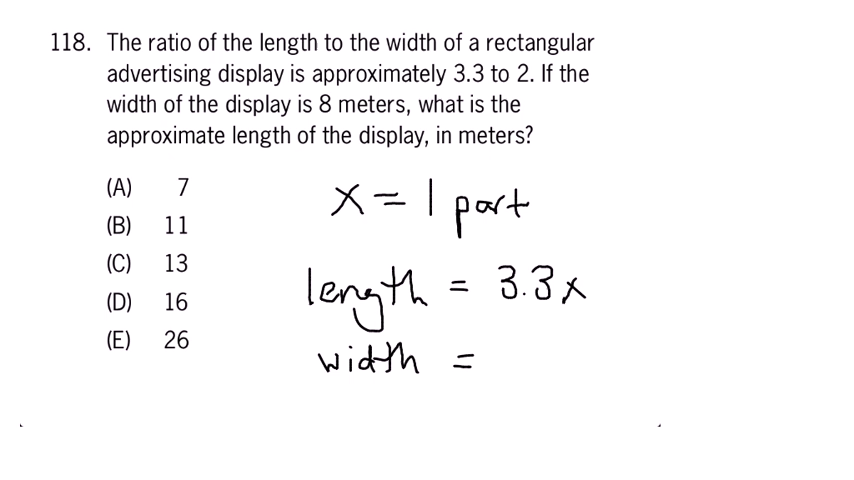 118. The ratio of the length to the width of a rectangular
advertising display is approximately 3.3 to 2. If the
width of the display is 8 meters, what is the
approximate length of the display, in meters?
(A) 7
(B) 11
(C) 13
(D) 16
(E) 26
x = 1 part
length = 3.3x
width =